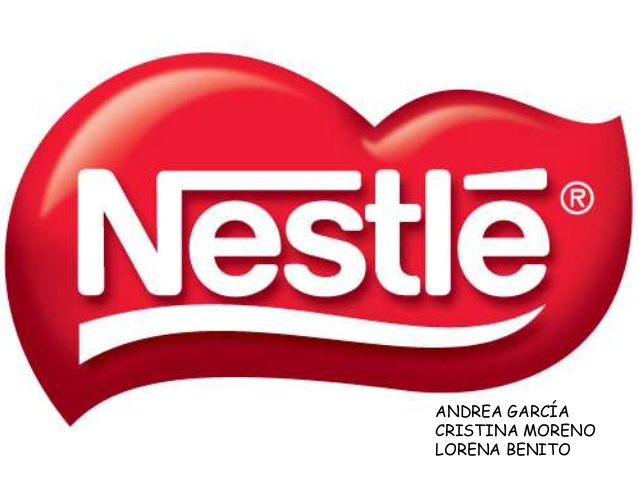 Nestlé®
ANDREA GARCÍA
CRISTINA MORENO
LORENA BENITO